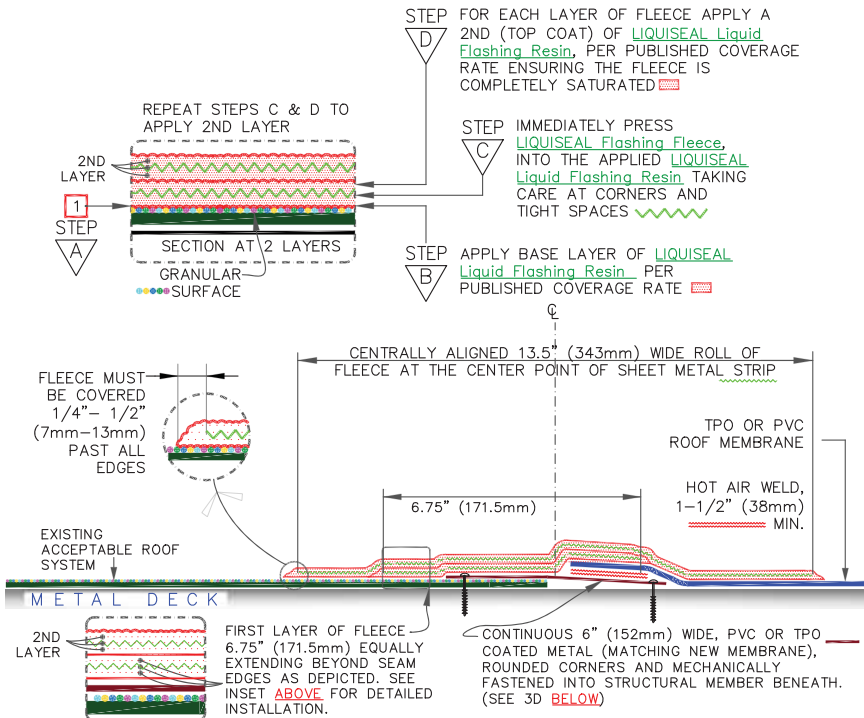 STEP
D
FOR EACH LAYER OF FLEECE APPLY A
2ND (TOP COAT) OF LIQUISEAL Liquid
Flashing Resin, PER PUBLISHED COVERAGE
RATE ENSURING THE FLEECE IS
COMPLETELY SATURATED
REPEAT STEPS C & D TO
APPLY 2ND LAYER
2ND
LAYER
1
STEP
A
SECTION AT 2 LAYERS
GRANULAR
SURFACE
STEP
C
IMMEDIATELY PRESS
LIQUISEAL Flashing Fleece,
INTO THE APPLIED LIQUISEAL
Liquid Flashing Resin TAKING
CARE AT CORNERS AND
TIGHT SPACES
STEP
B
APPLY BASE LAYER OF LIQUISEAL
Liquid Flashing Resin PER
PUBLISHED COVERAGE RATE
℄
CENTRALLY ALIGNED 13.5" (343mm) WIDE ROLL OF
FLEECE AT THE CENTER POINT OF SHEET METAL STRIP
FLEECE MUST
BE COVERED
1/4"– 1/2"
(7mm–13mm)
PAST ALL
EDGES
TPO OR PVC
ROOF MEMBRANE
6.75" (171.5mm)
HOT AIR WELD,
1–1/2" (38mm)
MIN.
EXISTING
ACCEPTABLE ROOF
SYSTEM
METAL DECK
2ND
LAYER
FIRST LAYER OF FLEECE
6.75" (171.5mm) EQUALLY
EXTENDING BEYOND SEAM
EDGES AS DEPICTED. SEE
INSET ABOVE FOR DETAILED
INSTALLATION.
CONTINUOUS 6" (152mm) WIDE, PVC OR TPO
COATED METAL (MATCHING NEW MEMBRANE),
ROUNDED CORNERS AND MECHANICALLY
FASTENED INTO STRUCTURAL MEMBER BENEATH.
(SEE 3D BELOW)